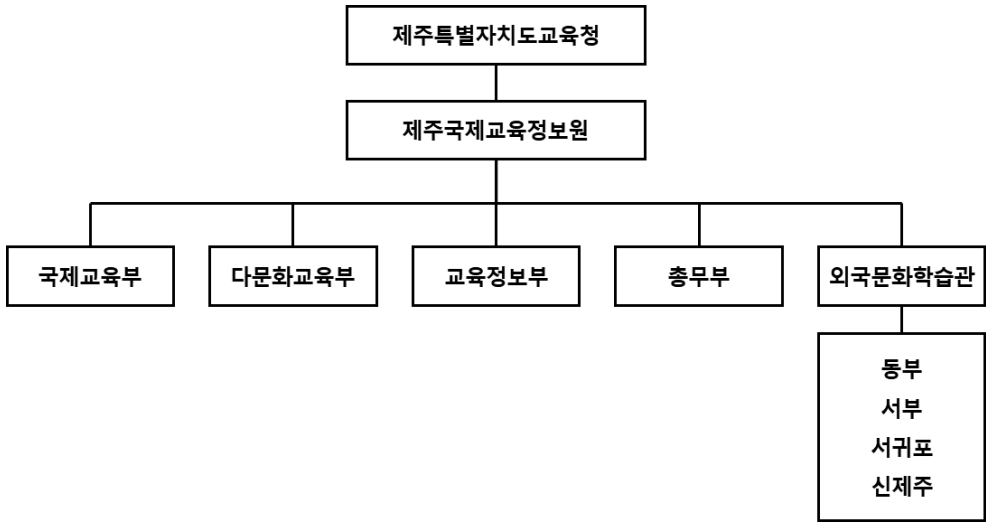 제주특별자치도교육청
제주국제교육정보원
국제교육부
다문화교육부
교육정보부
총무부
외국문화학습관
동부
서부
서귀포
신제주